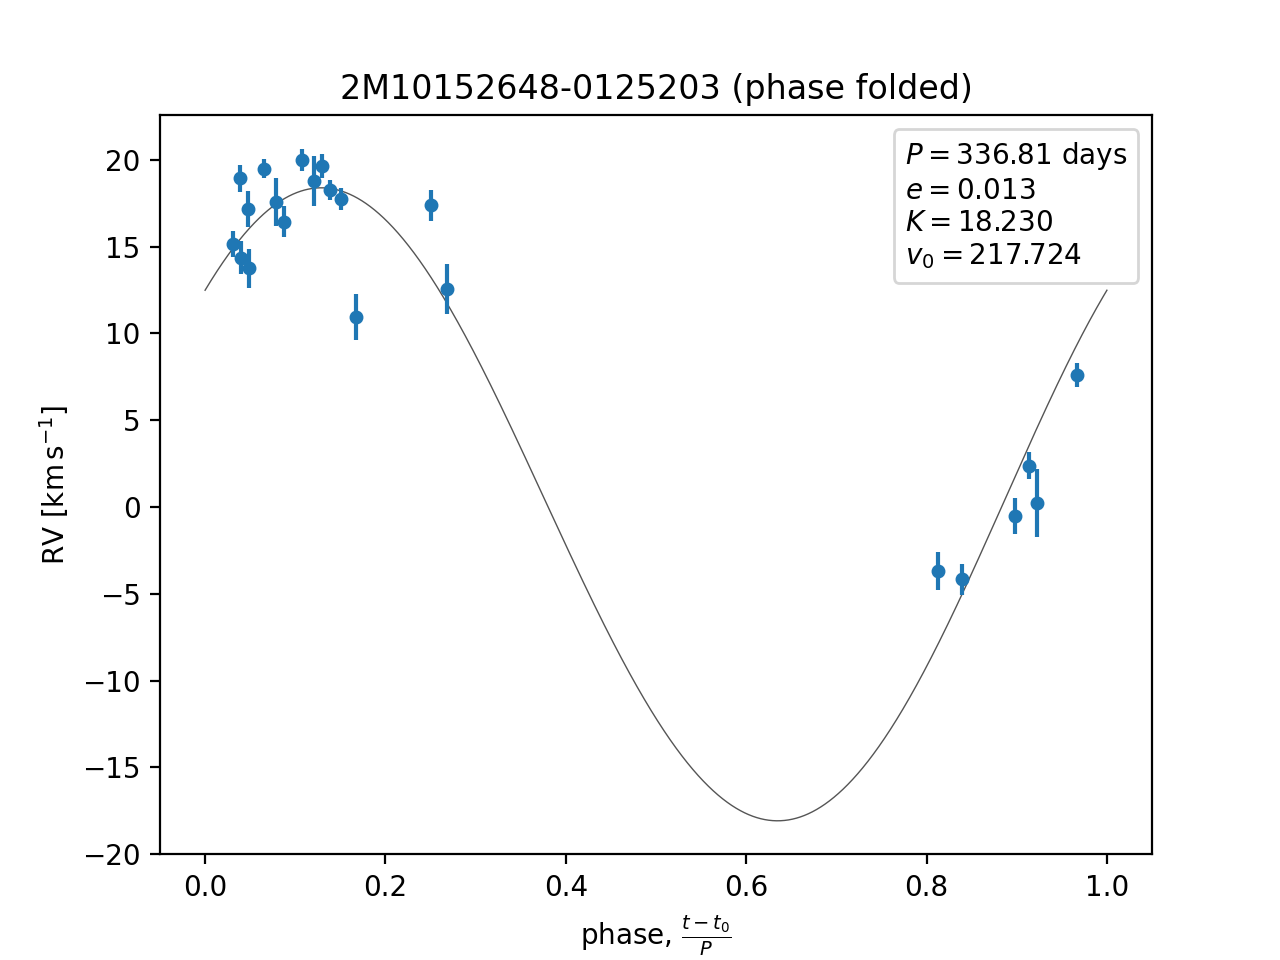 2M10152648-0125203 (phase folded)
P = 336.81 days
e = 0.013
K = 18.230
v₀ = 217.724
20
15
10
5
0
−5
−10
−15
−20
RV [km s⁻¹]
0.0 0.2 0.4 0.6 0.8 1.0
phase, (t − t₀)/P